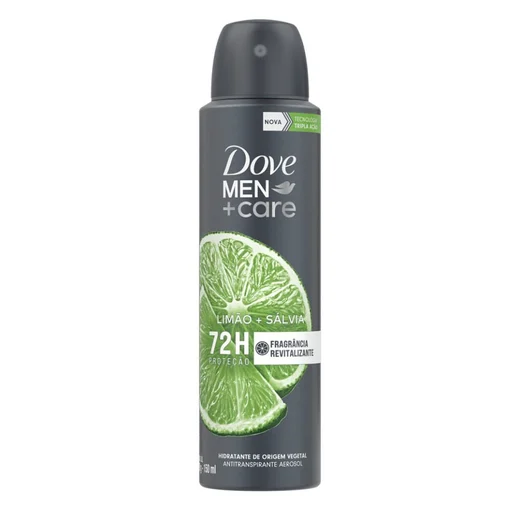 NOVA
TECNOLOGIA
TRIPLA AÇÃO
Dove
MEN
+care
LIMÃO + SÁLVIA
72H
PROTEÇÃO
FRAGRÂNCIA
REVITALIZANTE
HIDRATANTE DE ORIGEM VEGETAL
ANTITRANSPIRANTE AEROSOL
150 ml